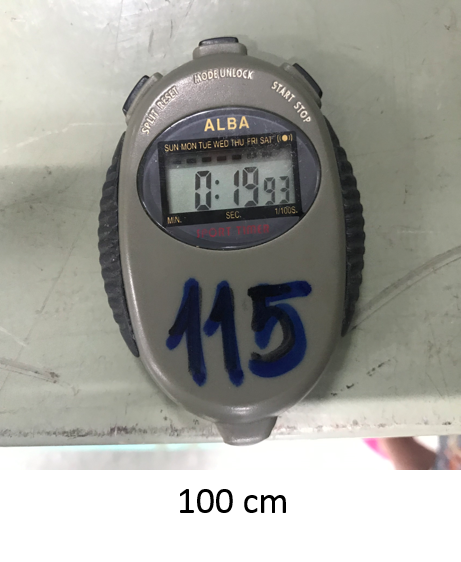 SPLIT/RESET MODE/UNLOCK START STOP
ALBA
SUN MON TUE WED THU FRI SAT
0:19 93
MIN. SEC. 1/100S.
115
100 cm